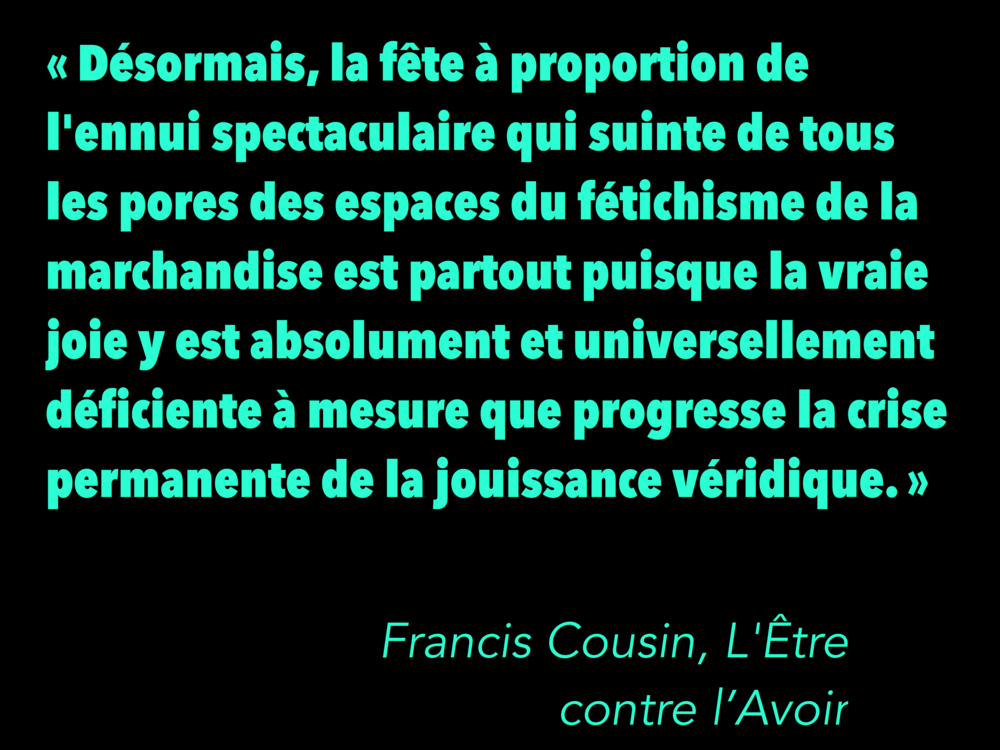 « Désormais, la fête à proportion de
l'ennui spectaculaire qui suinte de tous
les pores des espaces du fétichisme de la
marchandise est partout puisque la vraie
joie y est absolument et universellement
déficiente à mesure que progresse la crise
permanente de la jouissance véridique. »
Francis Cousin, L'Être
contre l’Avoir